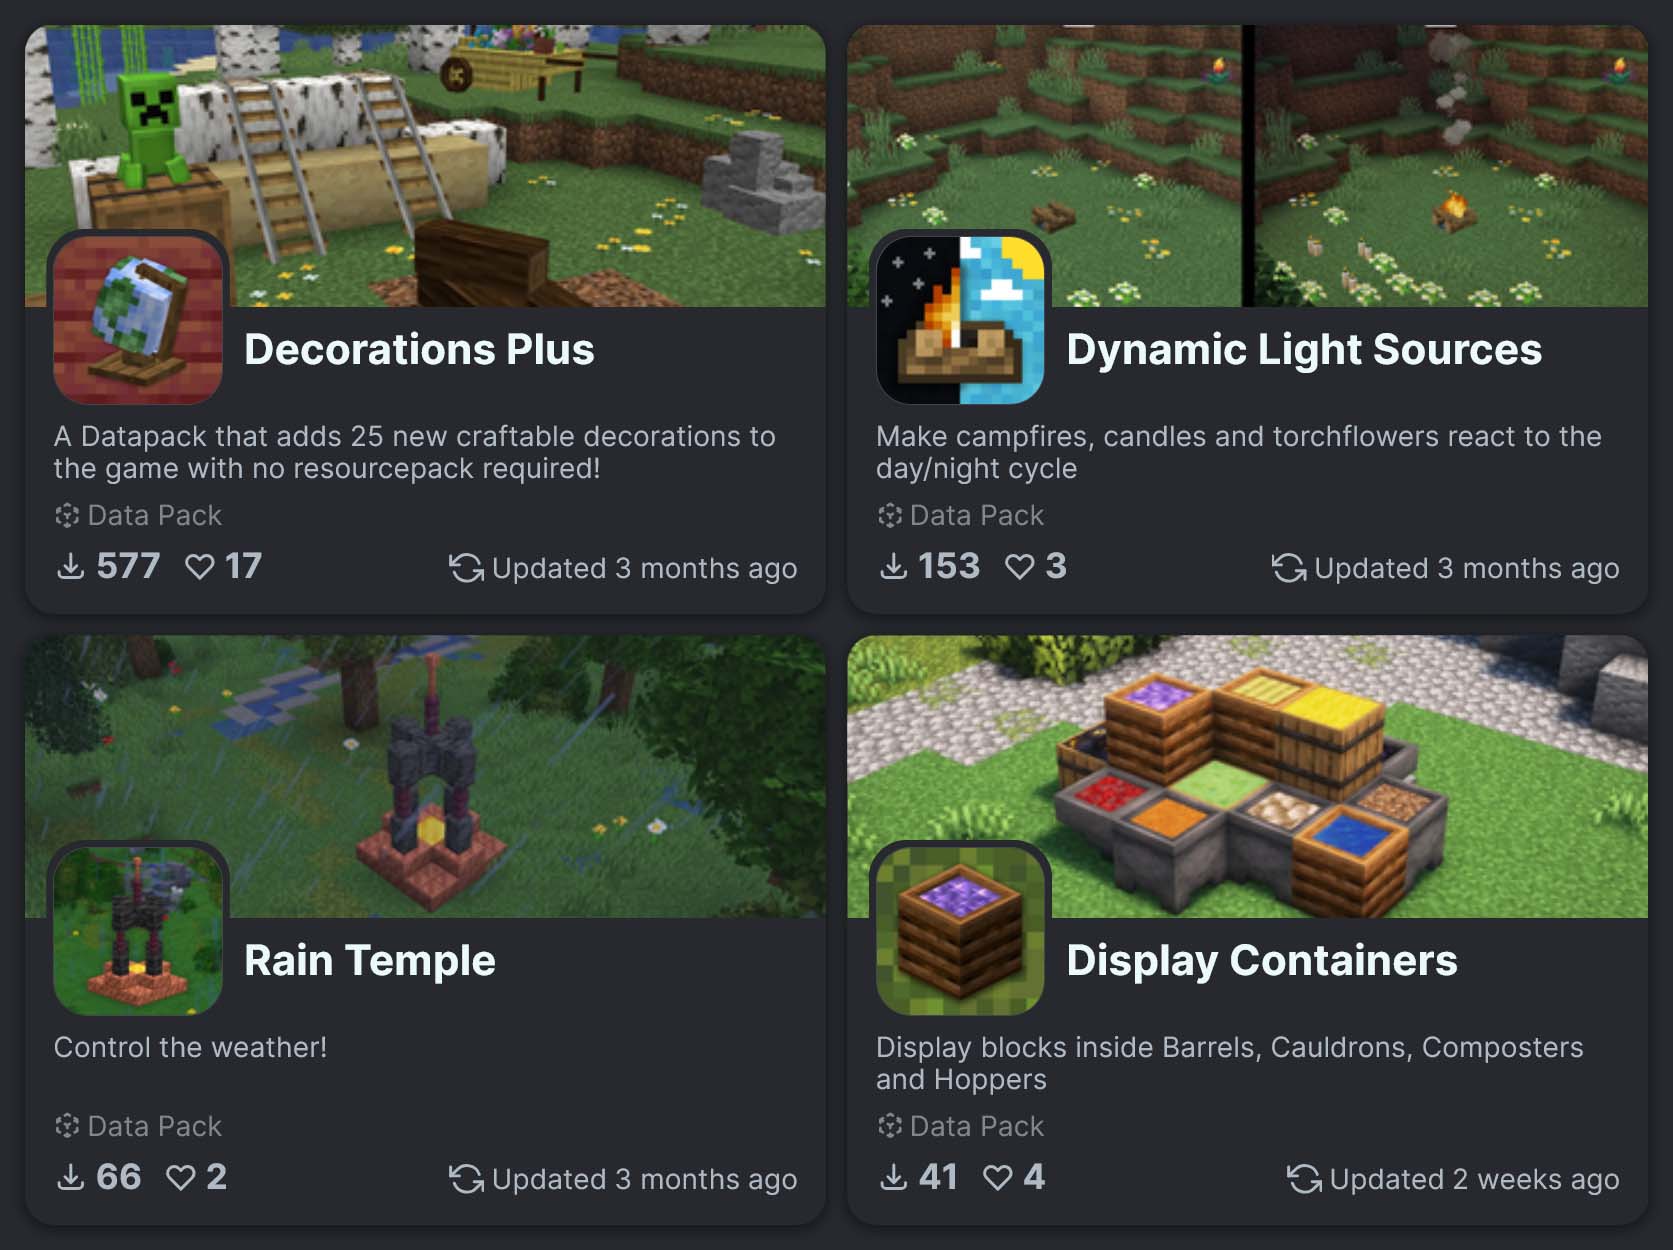 Decorations Plus
A Datapack that adds 25 new craftable decorations to
the game with no resourcepack required!
Data Pack
577 17 Updated 3 months ago
Dynamic Light Sources
Make campfires, candles and torchflowers react to the
day/night cycle
Data Pack
153 3 Updated 3 months ago
Rain Temple
Control the weather!
Data Pack
66 2 Updated 3 months ago
Display Containers
Display blocks inside Barrels, Cauldrons, Composters
and Hoppers
Data Pack
41 4 Updated 2 weeks ago